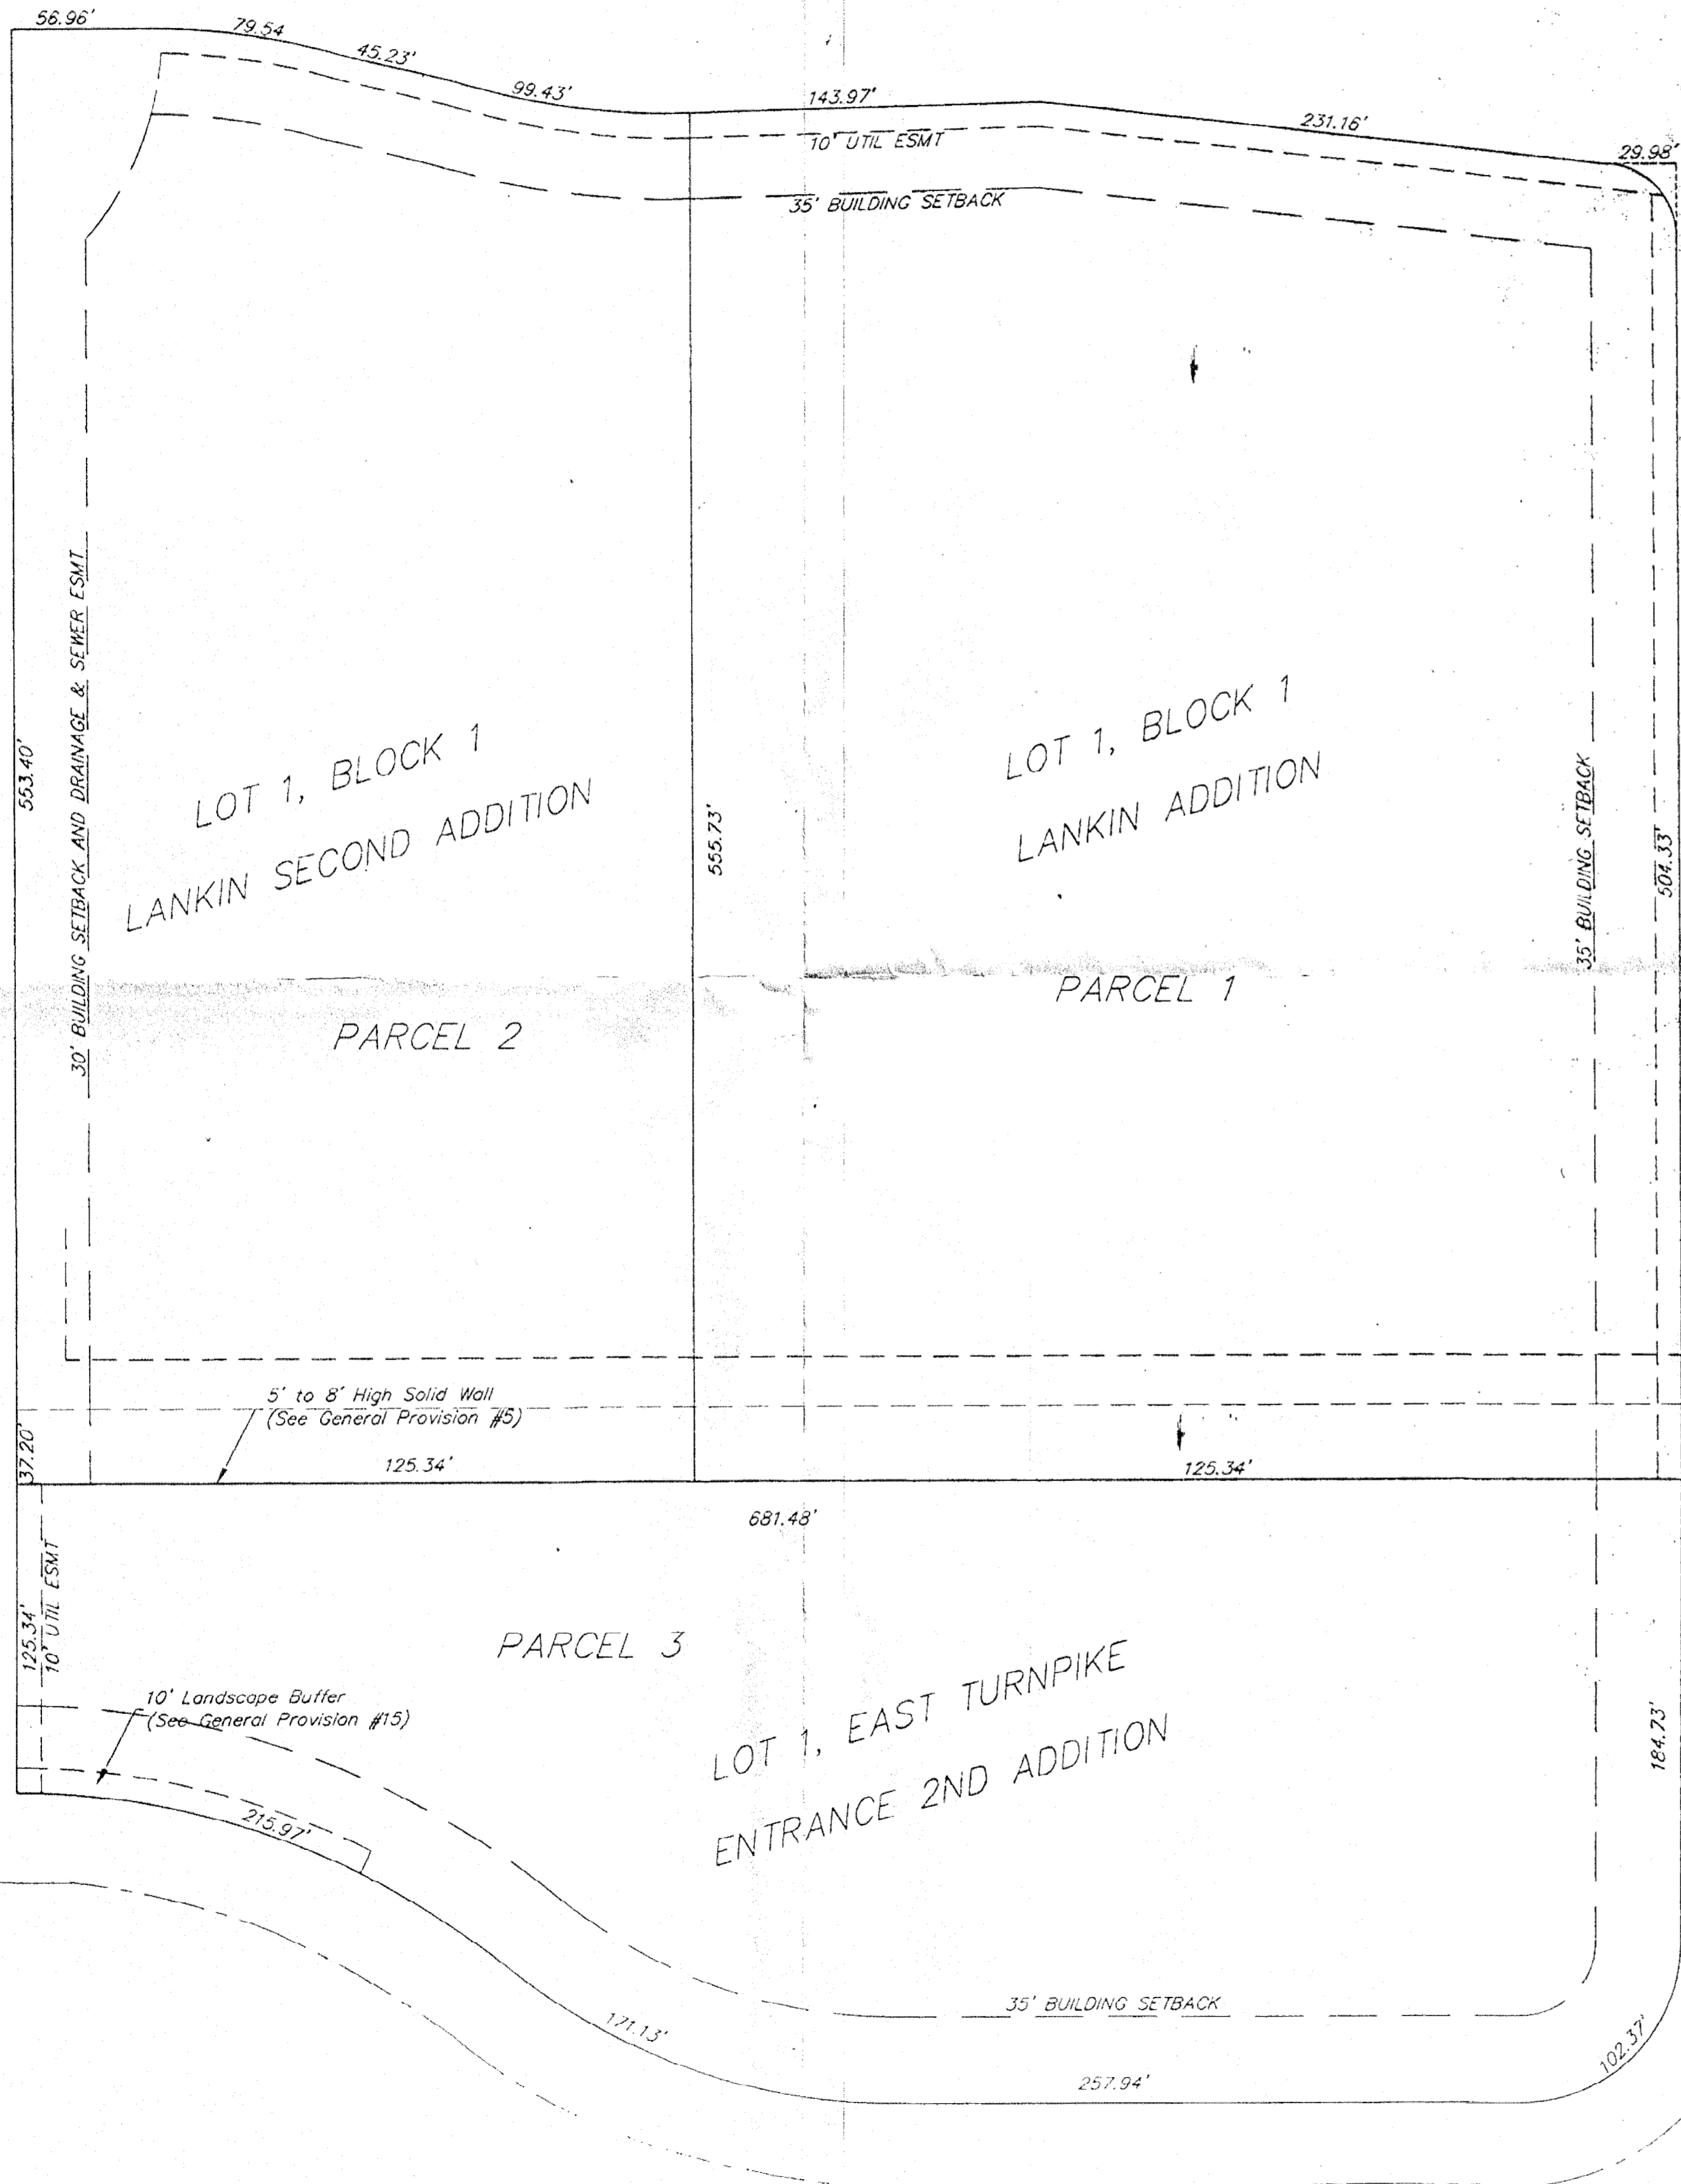 56.96'
79.54
45.23'
99.43'
143.97'
231.16'
29.98'
10' UTIL ESMT
35' BUILDING SETBACK
30' BUILDING SETBACK AND DRAINAGE & SEWER ESMT
553.40'
LOT 1, BLOCK 1
LANKIN SECOND ADDITION
555.73'
LOT 1, BLOCK 1
LANKIN ADDITION
35' BUILDING SETBACK
504.33'
PARCEL 1
PARCEL 2
5' to 8' High Solid Wall
(See General Provision #5)
37.20'
125.34'
125.34'
681.48'
10' UTIL ESMT
125.34'
PARCEL 3
10' Landscape Buffer
(See General Provision #15)
LOT 1, EAST TURNPIKE
ENTRANCE 2ND ADDITION
184.73'
215.97'
35' BUILDING SETBACK
171.13'
257.94'
102.37'